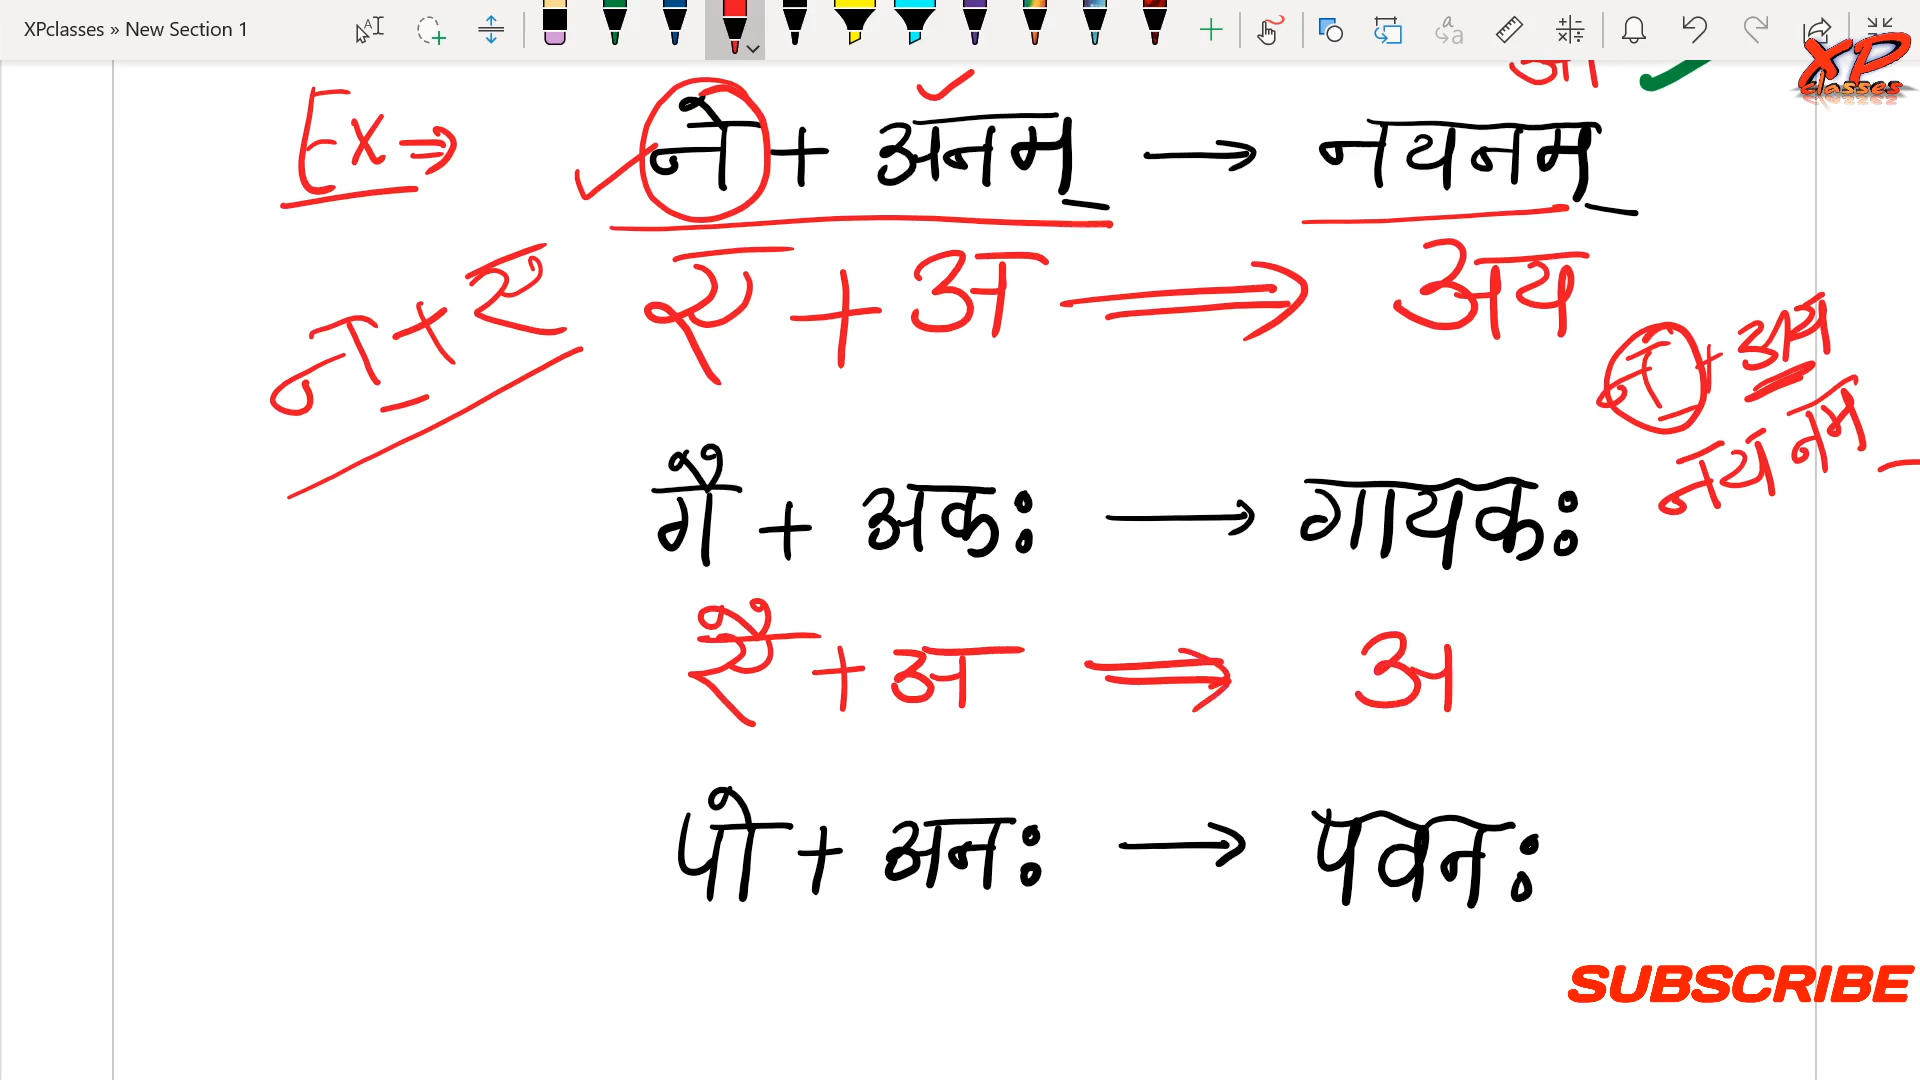 XPclasses » New Section 1
XP
classes
Ex ⇒ ने + अनम् → नयनम्
ए + अ ⟹ अय
न् + ए
न् + अय
नयनम्
गै + अकः → गायकः
ऐ + अ ⟹ अ
पो + अनः → पवनः
SUBSCRIBE